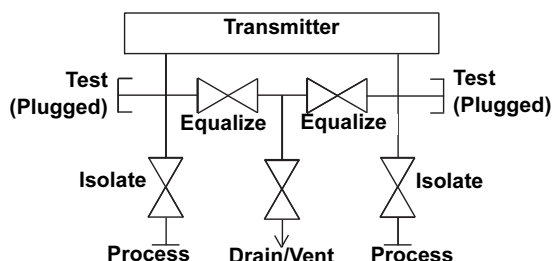 Transmitter
Test
(Plugged)
Test
(Plugged)
Equalize
Equalize
Isolate
Isolate
Process
Drain/Vent
Process